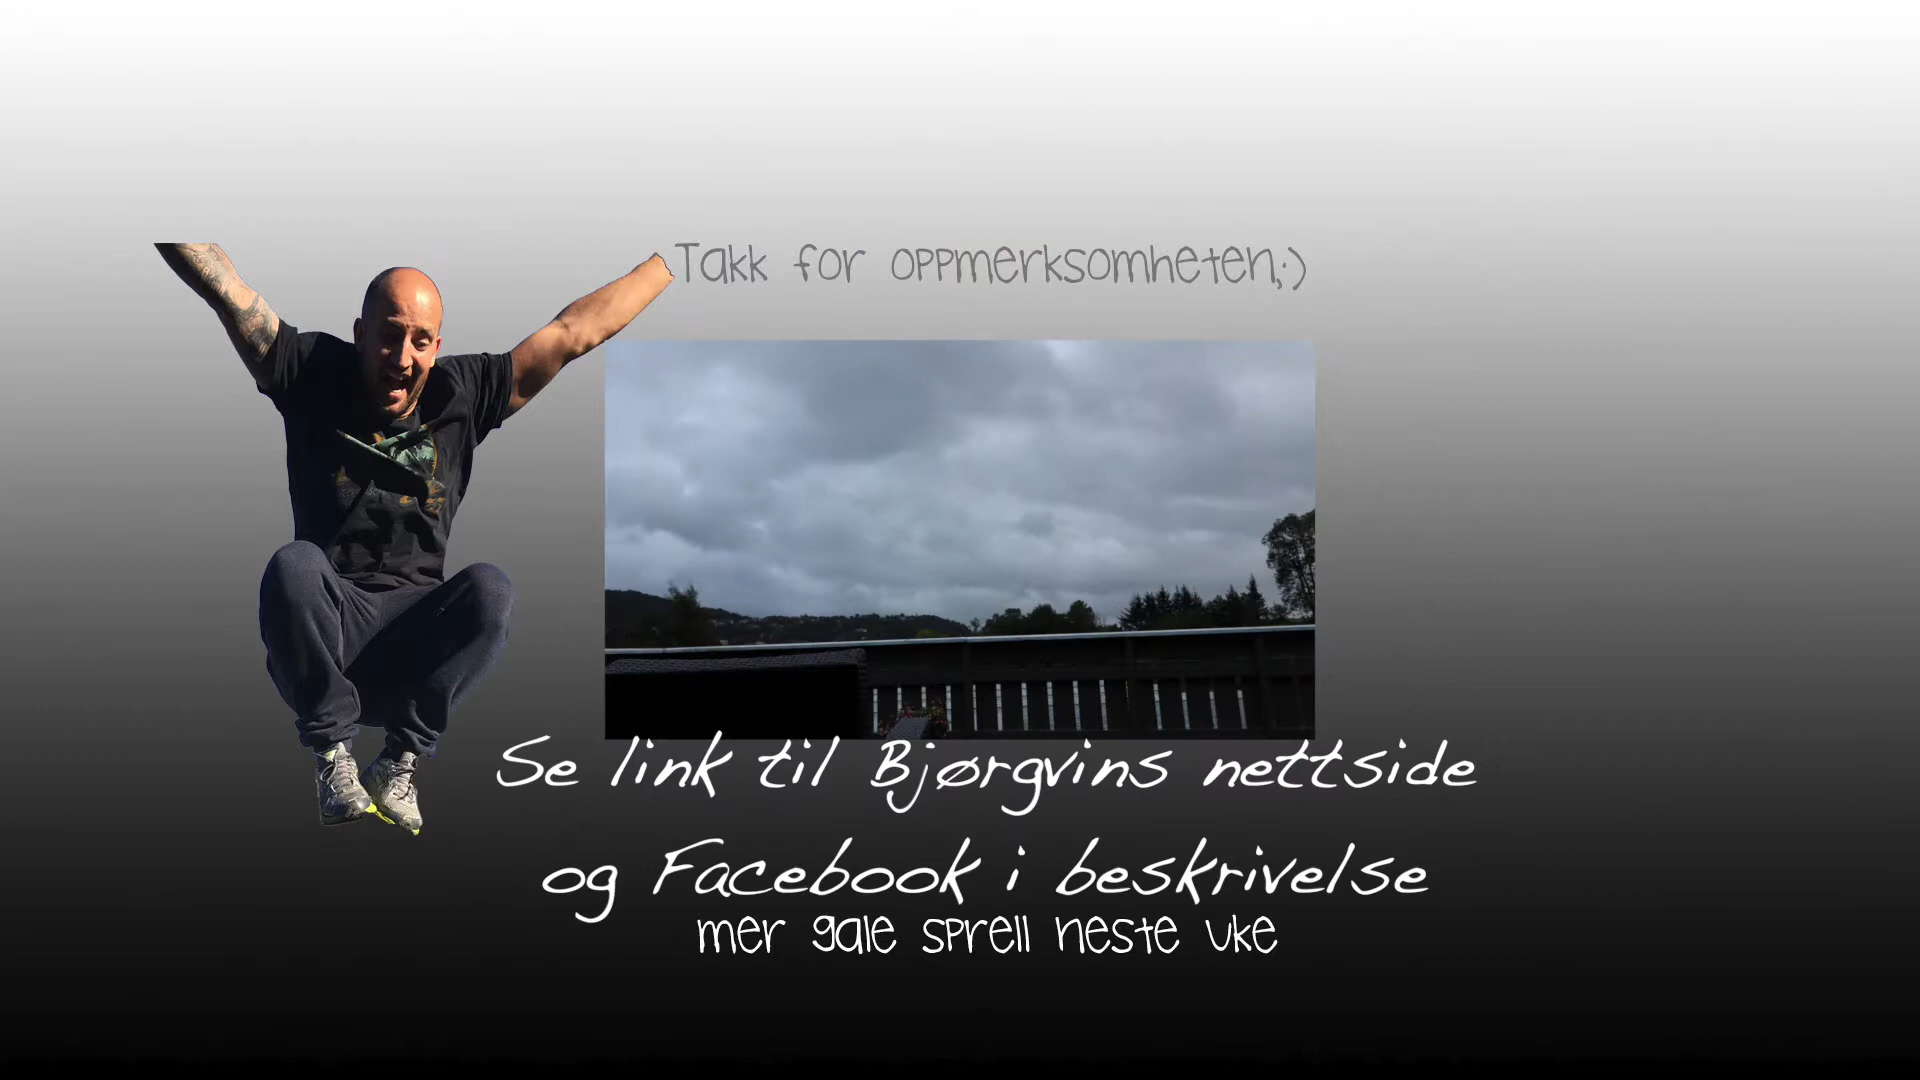 Takk for oppmerksomheten;)
Se link til Bjørgvins nettside
og Facebook i beskrivelse
mer gale sprell neste uke